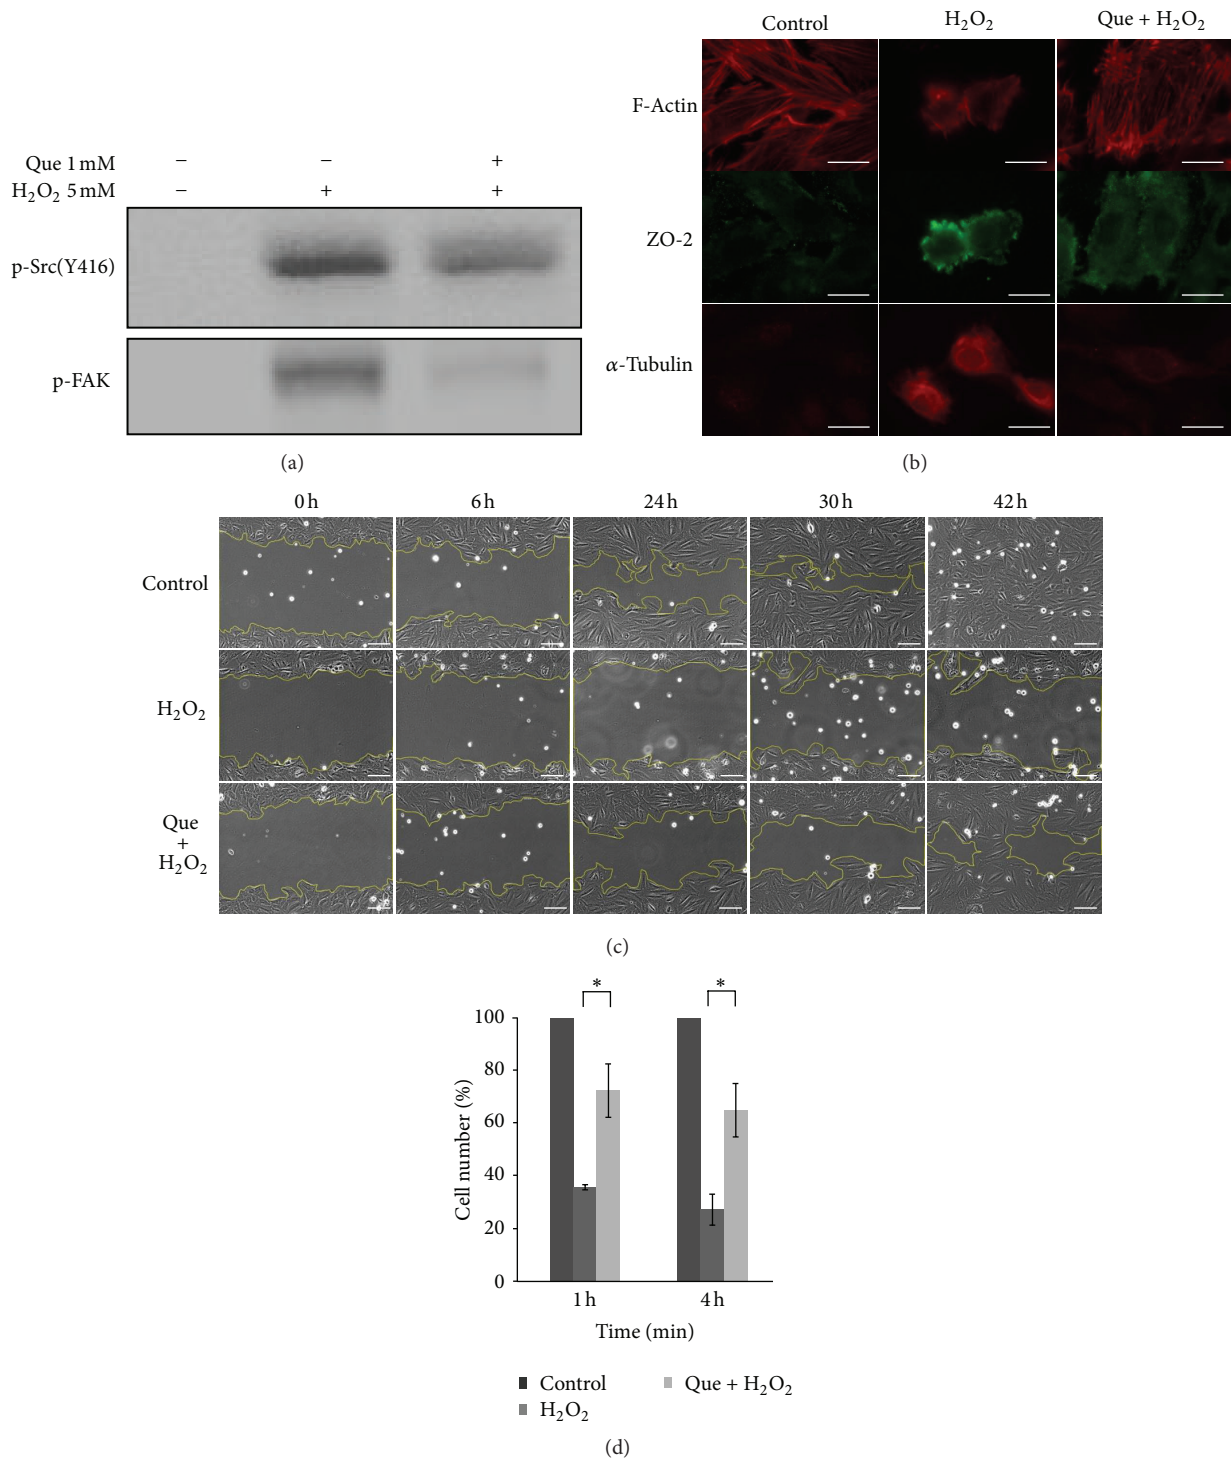 Que 1 mM − − +
H₂O₂ 5 mM − + +
p-Src(Y416)
p-FAK
(a)
Control H₂O₂ Que + H₂O₂
F-Actin
ZO-2
α-Tubulin
(b)
0 h 6 h 24 h 30 h 42 h
Control
H₂O₂
Que
+
H₂O₂
(c)
* *
100
80
60
40
20
0
Cell number (%)
1 h 4 h
Time (min)
Control Que + H₂O₂
H₂O₂
(d)